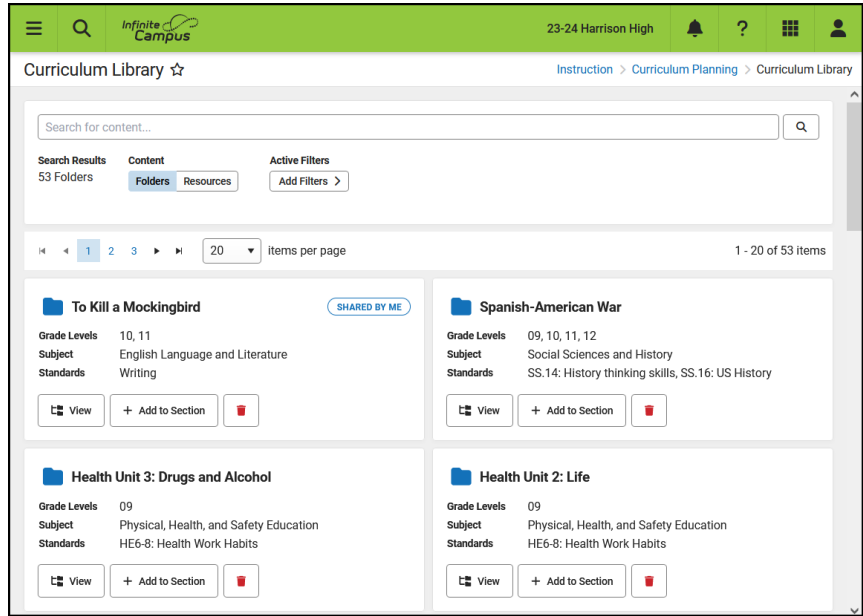 Infinite
Campus
23-24 Harrison High
?
Curriculum Library
Instruction > Curriculum Planning > Curriculum Library
Search for content...
Search Results Content Active Filters
53 Folders Folders Resources Add Filters >
1 2 3 20 items per page 1 - 20 of 53 items
To Kill a Mockingbird SHARED BY ME
Grade Levels 10, 11
Subject English Language and Literature
Standards Writing
View + Add to Section
Spanish-American War
Grade Levels 09, 10, 11, 12
Subject Social Sciences and History
Standards SS.14: History thinking skills, SS.16: US History
View + Add to Section
Health Unit 3: Drugs and Alcohol
Grade Levels 09
Subject Physical, Health, and Safety Education
Standards HE6-8: Health Work Habits
View + Add to Section
Health Unit 2: Life
Grade Levels 09
Subject Physical, Health, and Safety Education
Standards HE6-8: Health Work Habits
View + Add to Section